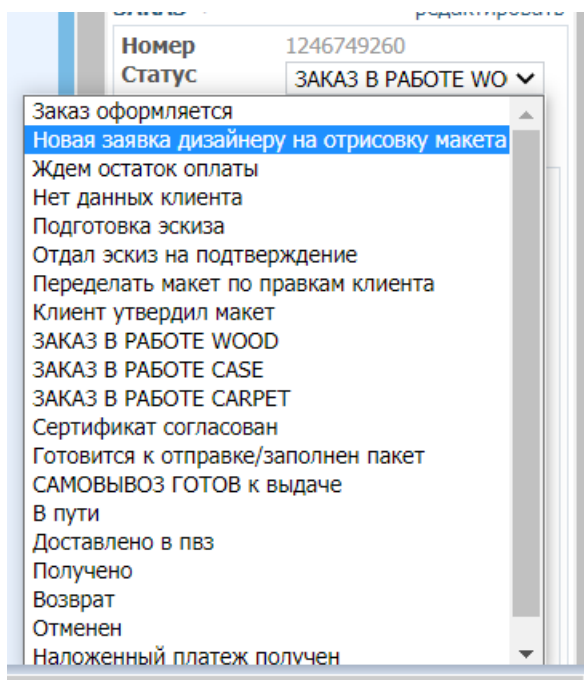 ЗАКАЗ
редактировать
Номер 1246749260
Статус ЗАКАЗ В РАБОТЕ WO
Заказ оформляется
Новая заявка дизайнеру на отрисовку макета
Ждем остаток оплаты
Нет данных клиента
Подготовка эскиза
Отдал эскиз на подтверждение
Переделать макет по правкам клиента
Клиент утвердил макет
ЗАКАЗ В РАБОТЕ WOOD
ЗАКАЗ В РАБОТЕ CASE
ЗАКАЗ В РАБОТЕ CARPET
Сертификат согласован
Готовится к отправке/заполнен пакет
САМОВЫВОЗ ГОТОВ к выдаче
В пути
Доставлено в пвз
Получено
Возврат
Отменен
Наложенный платеж получен